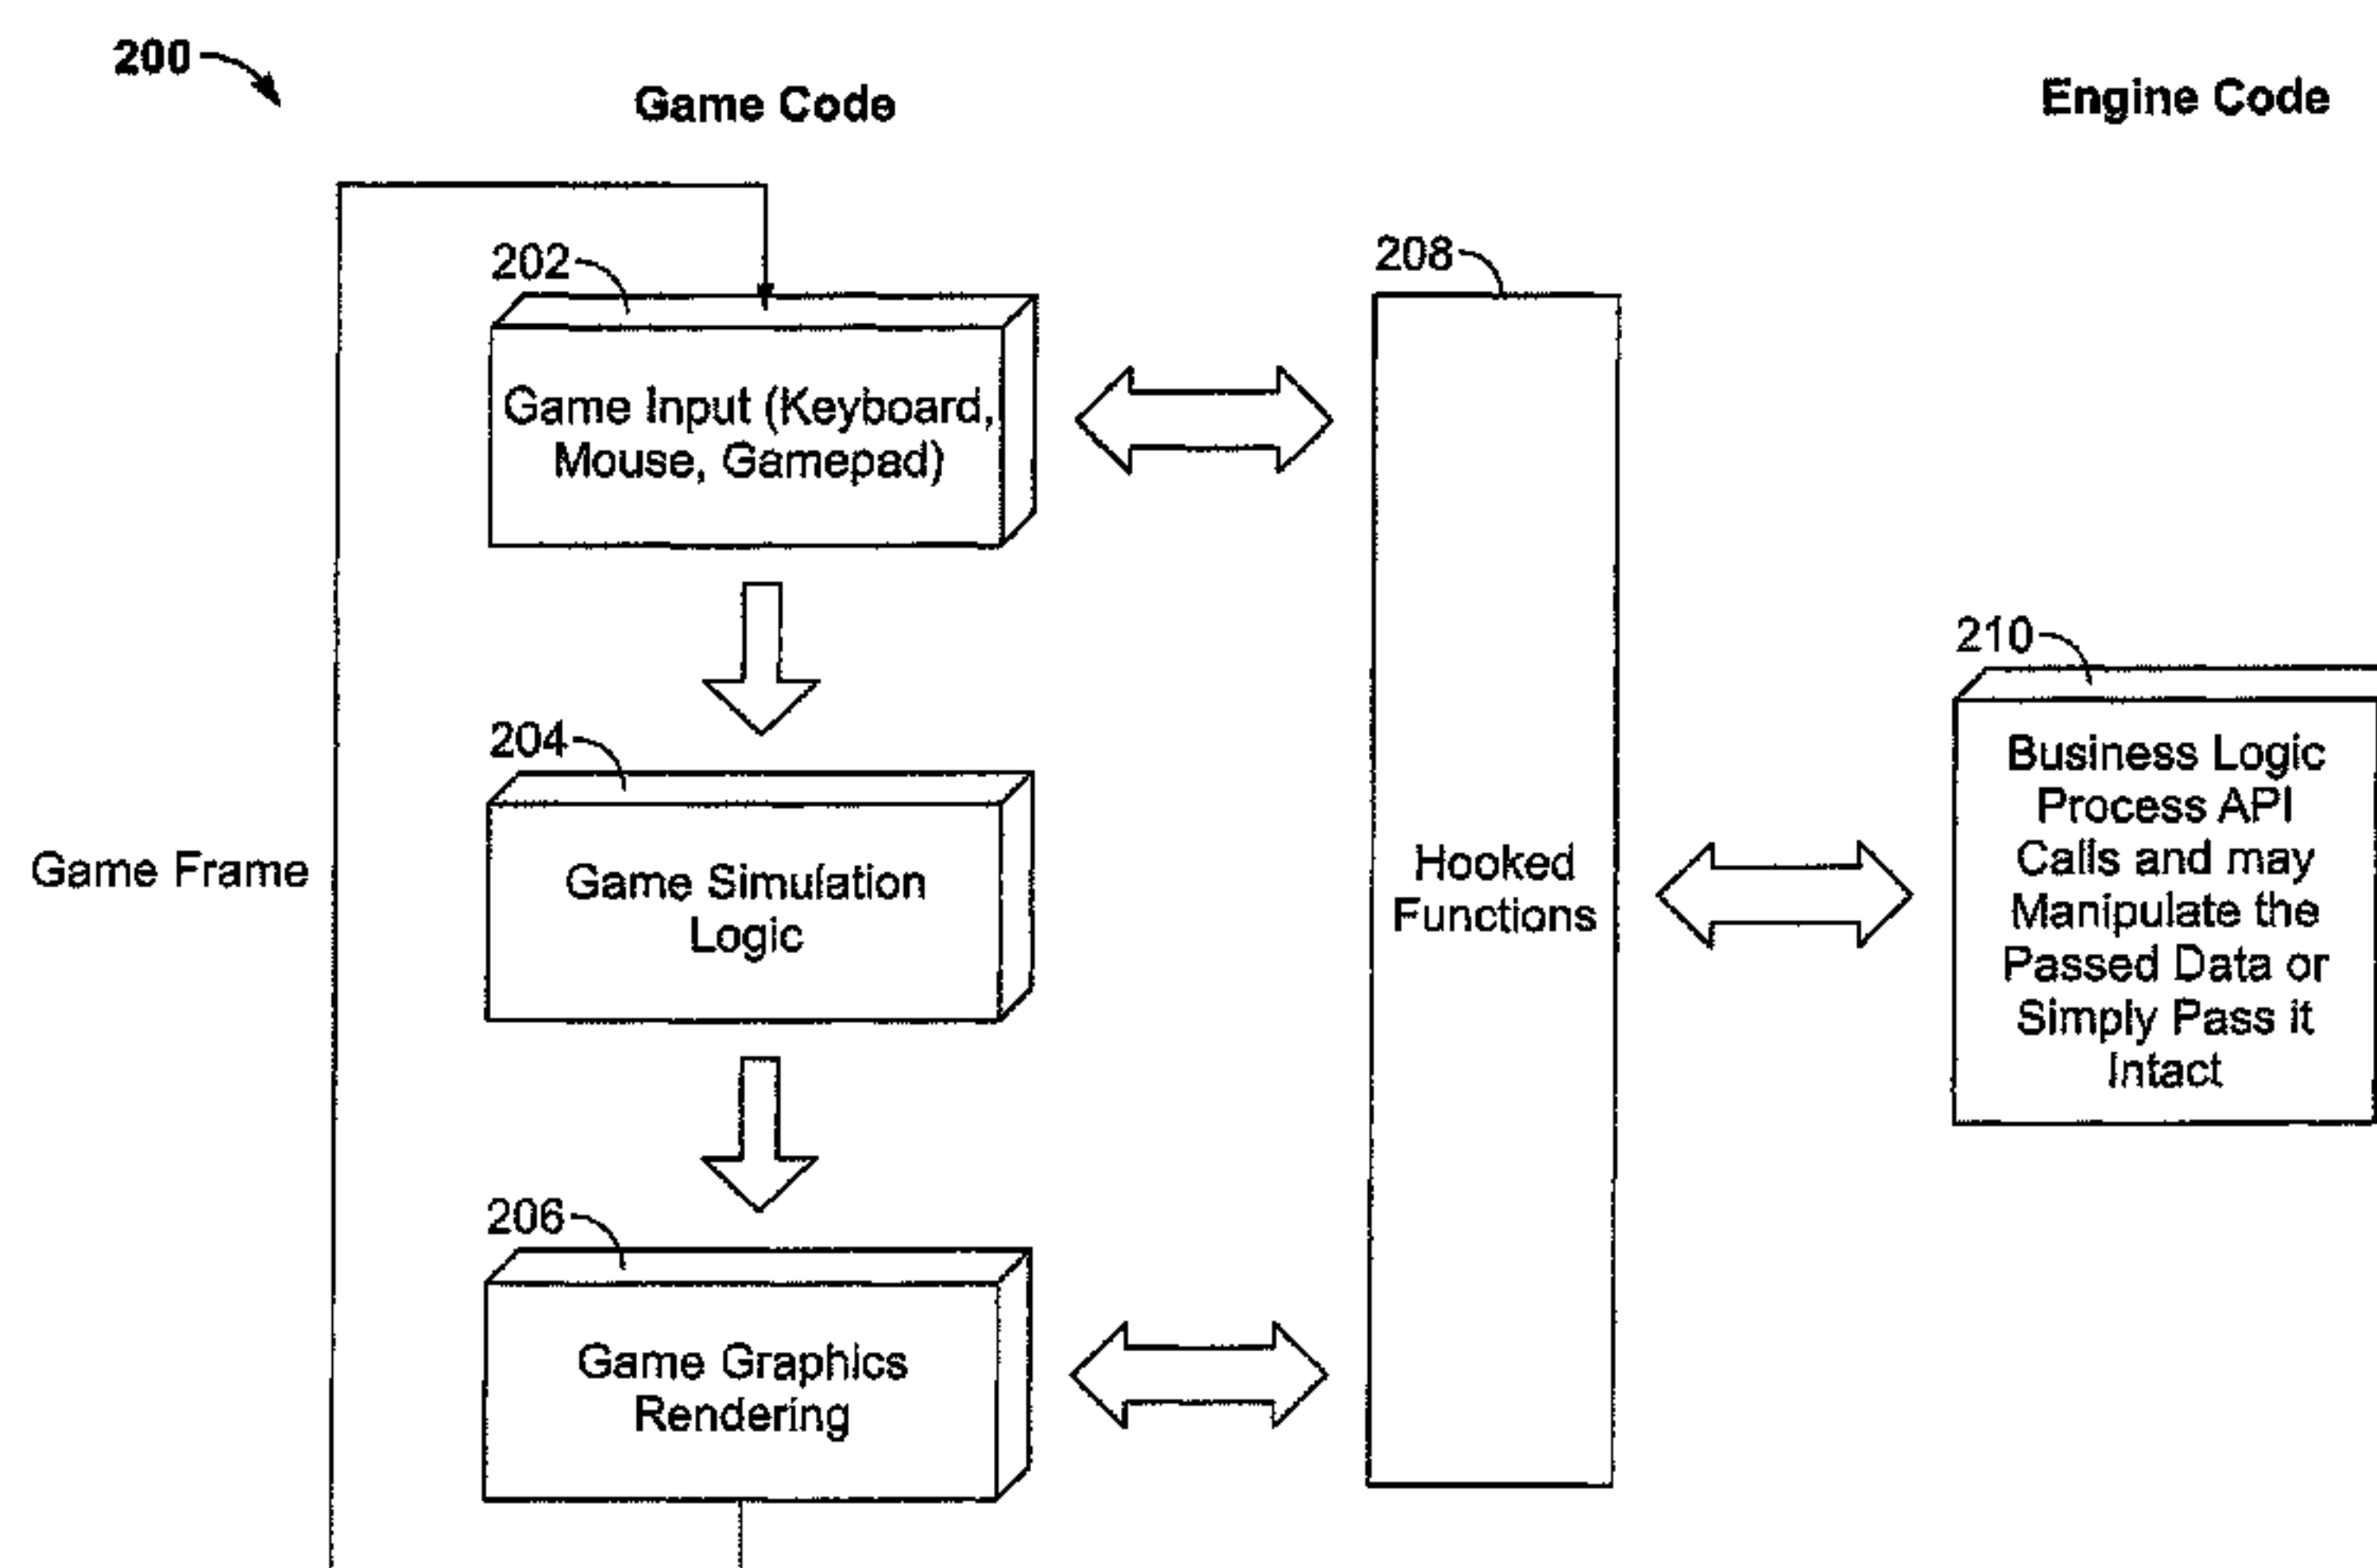 200
Game Code
Engine Code
202
Game Input (Keyboard,
Mouse, Gamepad)
208
210
Business Logic
Process API
Calls and may
Manipulate the
Passed Data or
Simply Pass it
Intact
204
Game Frame
Game Simulation
Logic
Hooked
Functions
206
Game Graphics
Rendering